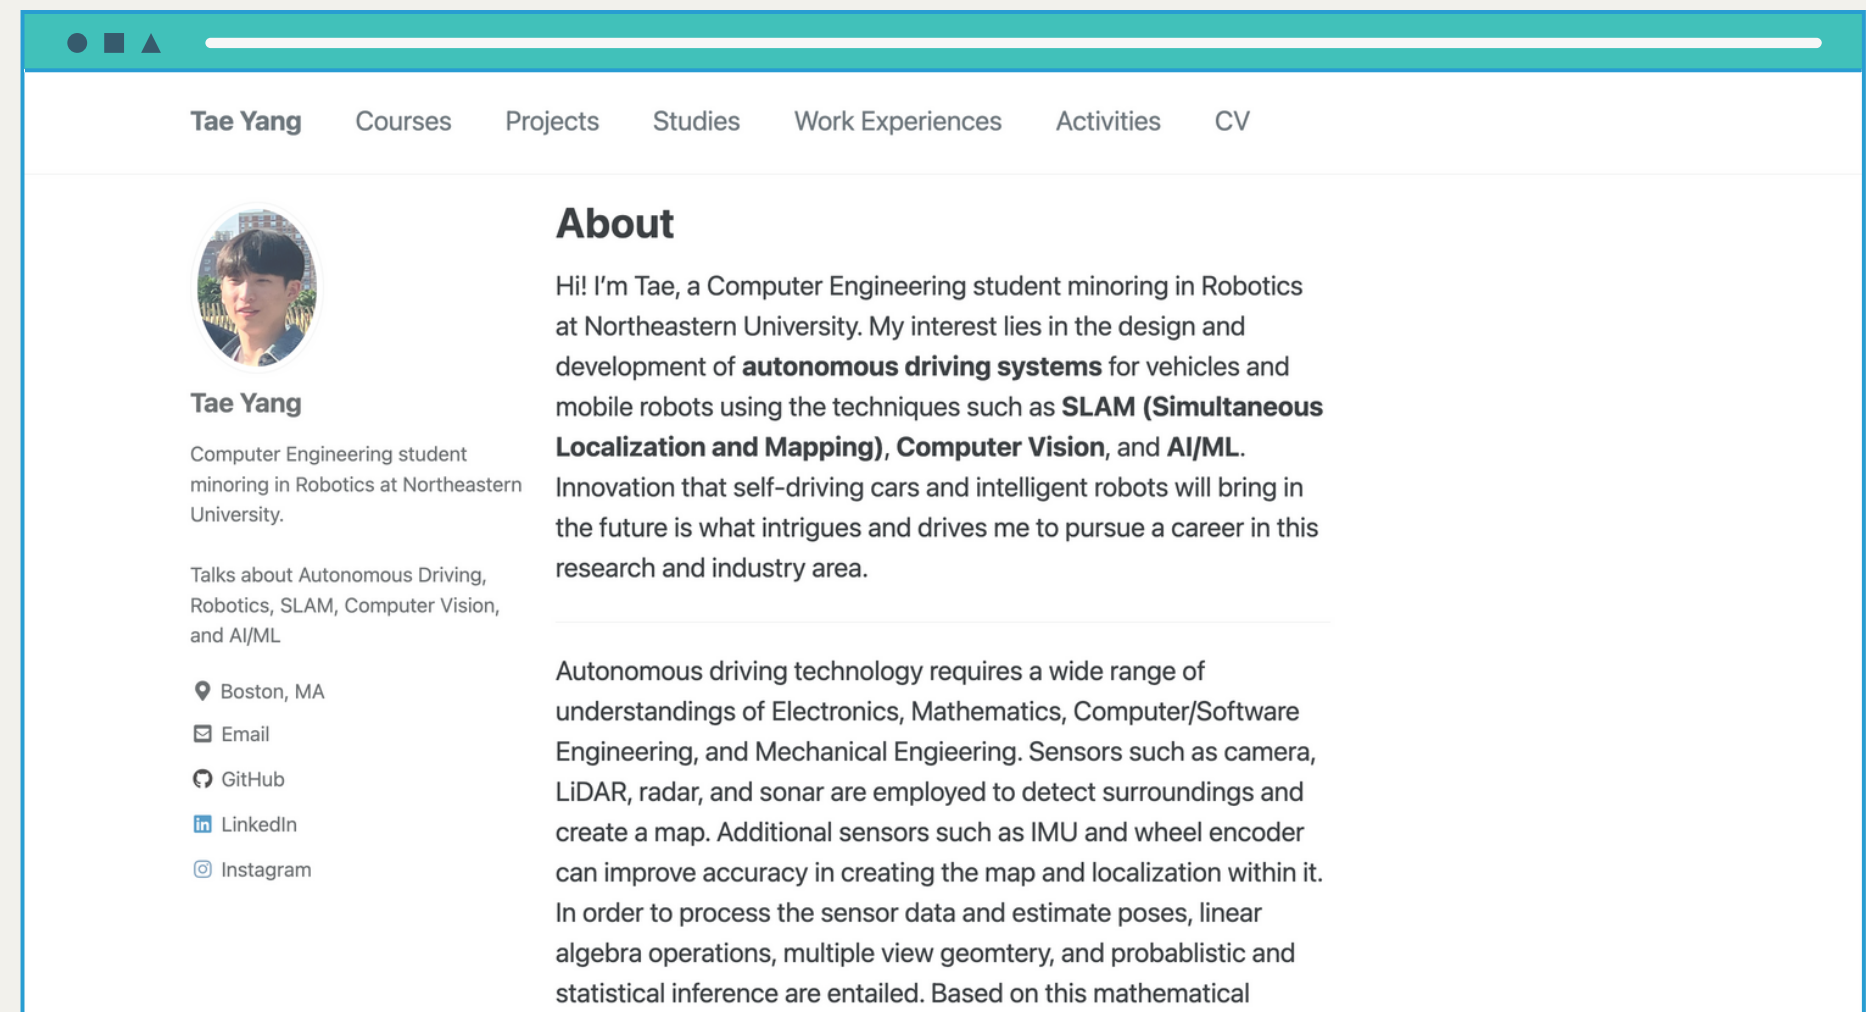 Tae Yang Courses Projects Studies Work Experiences Activities CV
Tae Yang
Computer Engineering student
minoring in Robotics at Northeastern
University.
Talks about Autonomous Driving,
Robotics, SLAM, Computer Vision,
and AI/ML
Boston, MA
Email
GitHub
LinkedIn
Instagram
About
Hi! I’m Tae, a Computer Engineering student minoring in Robotics
at Northeastern University. My interest lies in the design and
development of autonomous driving systems for vehicles and
mobile robots using the techniques such as SLAM (Simultaneous
Localization and Mapping), Computer Vision, and AI/ML.
Innovation that self-driving cars and intelligent robots will bring in
the future is what intrigues and drives me to pursue a career in this
research and industry area.
Autonomous driving technology requires a wide range of
understandings of Electronics, Mathematics, Computer/Software
Engineering, and Mechanical Engieering. Sensors such as camera,
LiDAR, radar, and sonar are employed to detect surroundings and
create a map. Additional sensors such as IMU and wheel encoder
can improve accuracy in creating the map and localization within it.
In order to process the sensor data and estimate poses, linear
algebra operations, multiple view geomtery, and probablistic and
statistical inference are entailed. Based on this mathematical